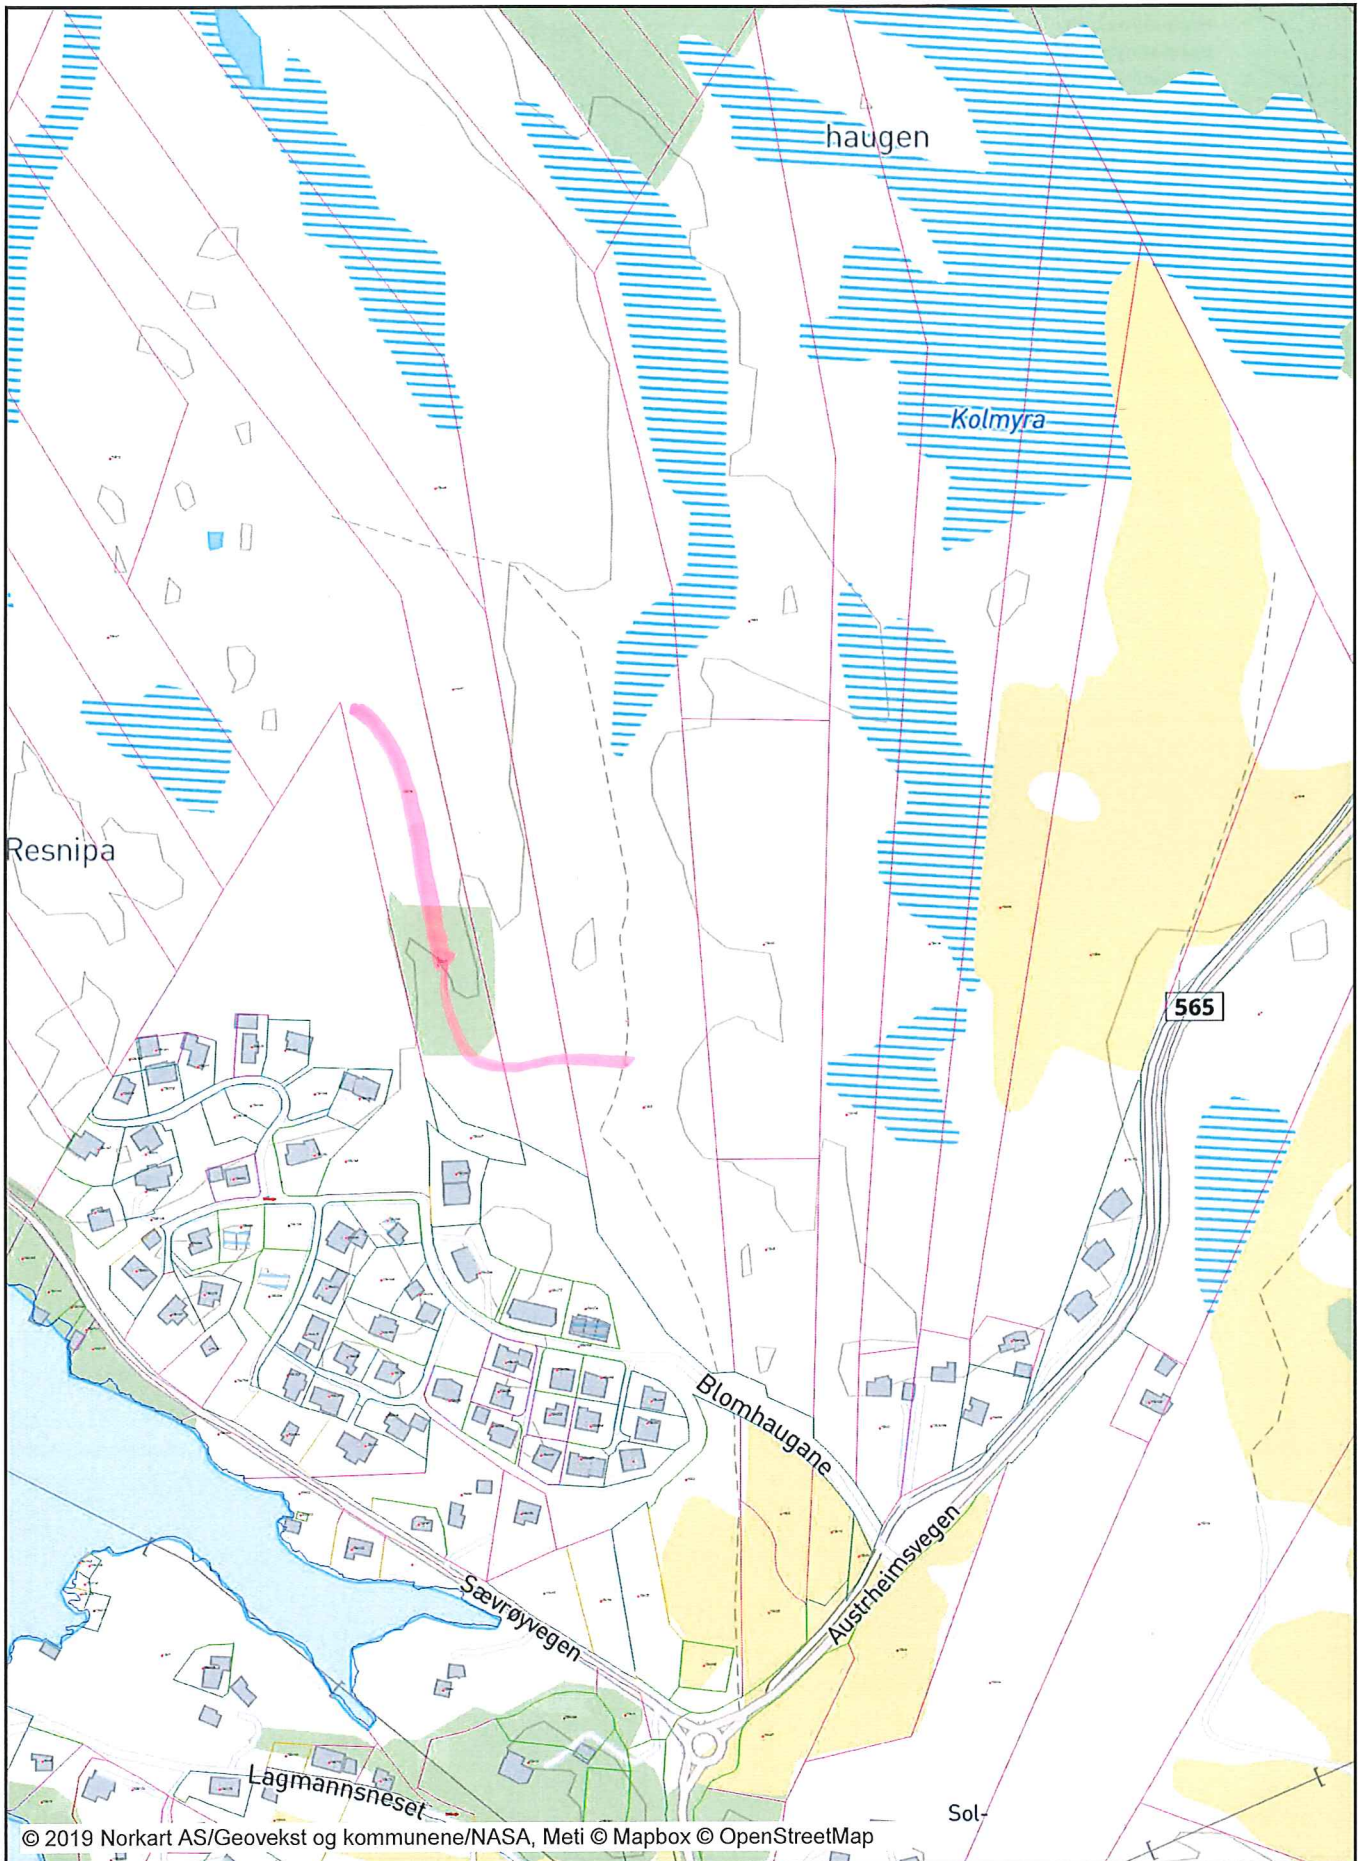 haugen
Kolmyra
Resnipa
565
Blomhaugane
Austrheimsvegen
Sævrøyvegen
Lagmannsneset
Sol-
© 2019 Norkart AS/Geovekst og kommunene/NASA, Meti © Mapbox © OpenStreetMap